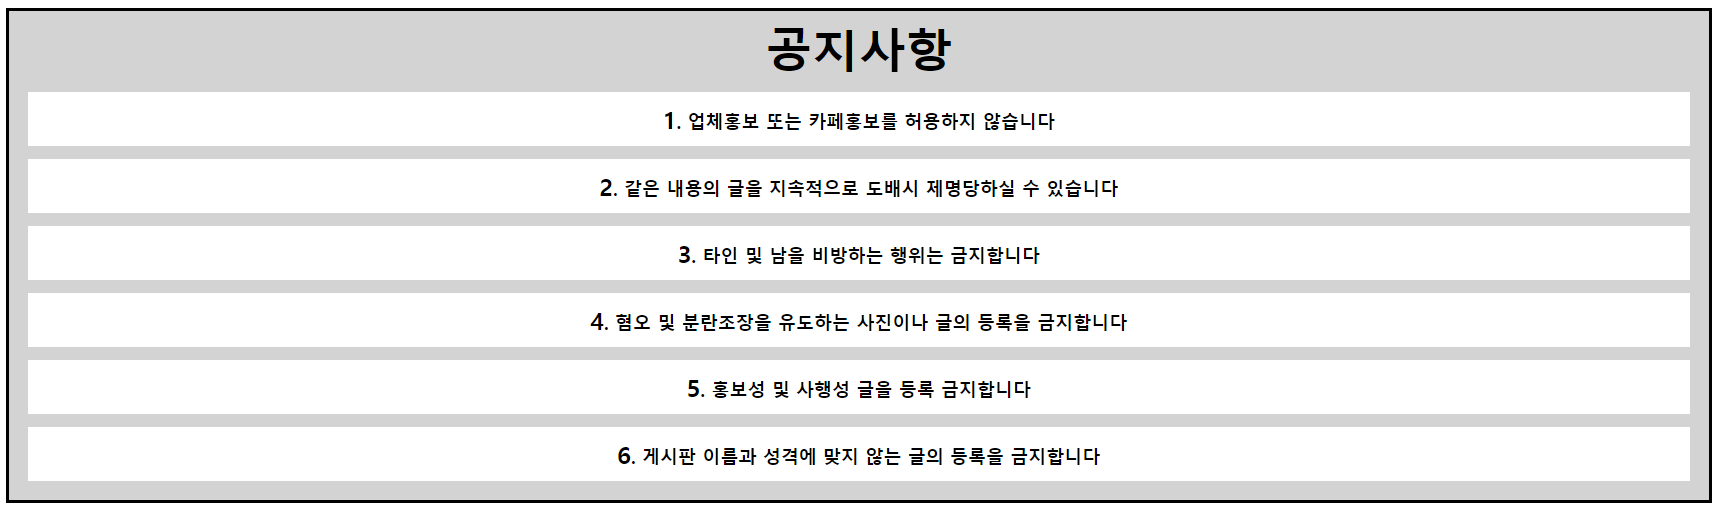 공지사항
1. 업체홍보 또는 카페홍보를 허용하지 않습니다
2. 같은 내용의 글을 지속적으로 도배시 제명당하실 수 있습니다
3. 타인 및 남을 비방하는 행위는 금지합니다
4. 혐오 및 분란조장을 유도하는 사진이나 글의 등록을 금지합니다
5. 홍보성 및 사행성 글을 등록 금지합니다
6. 게시판 이름과 성격에 맞지 않는 글의 등록을 금지합니다